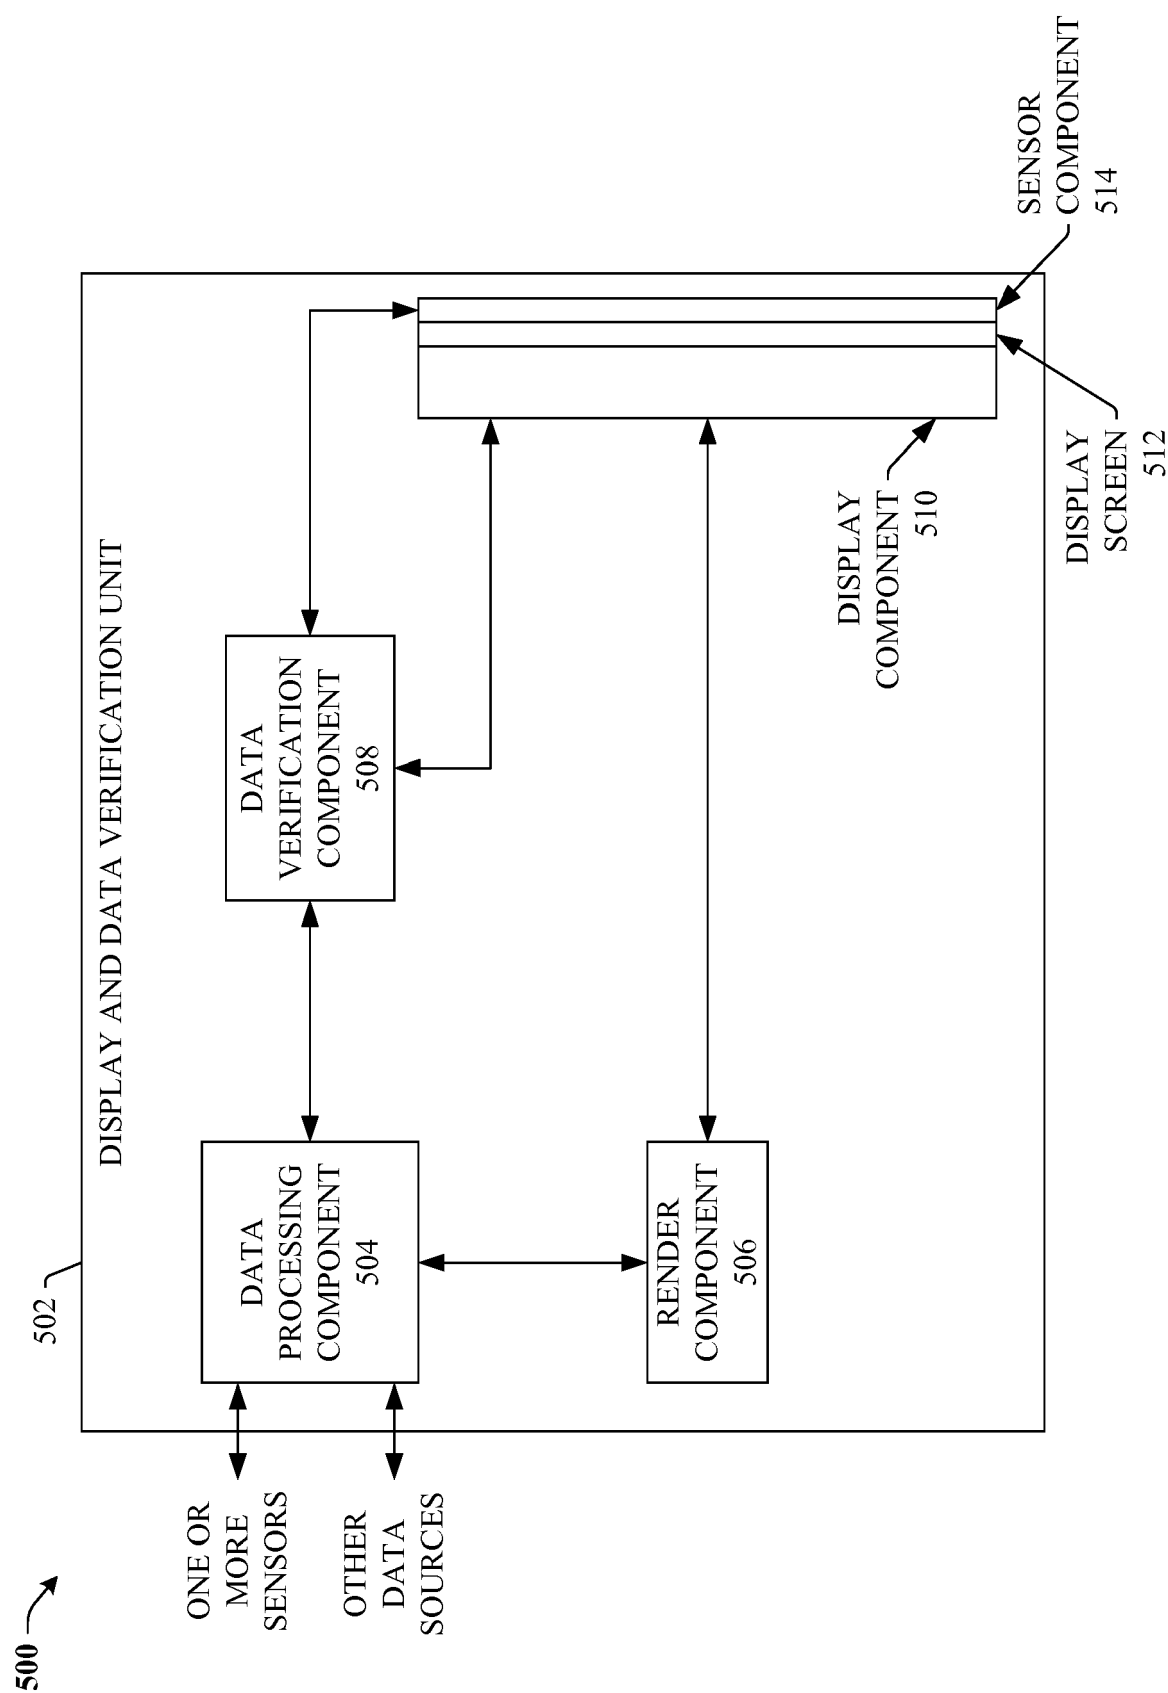 500
502
DISPLAY AND DATA VERIFICATION UNIT
ONE OR
MORE
SENSORS
OTHER
DATA
SOURCES
DATA
PROCESSING
COMPONENT
504
DATA
VERIFICATION
COMPONENT
508
RENDER
COMPONENT
506
DISPLAY
COMPONENT
510
DISPLAY
SCREEN
512
SENSOR
COMPONENT
514